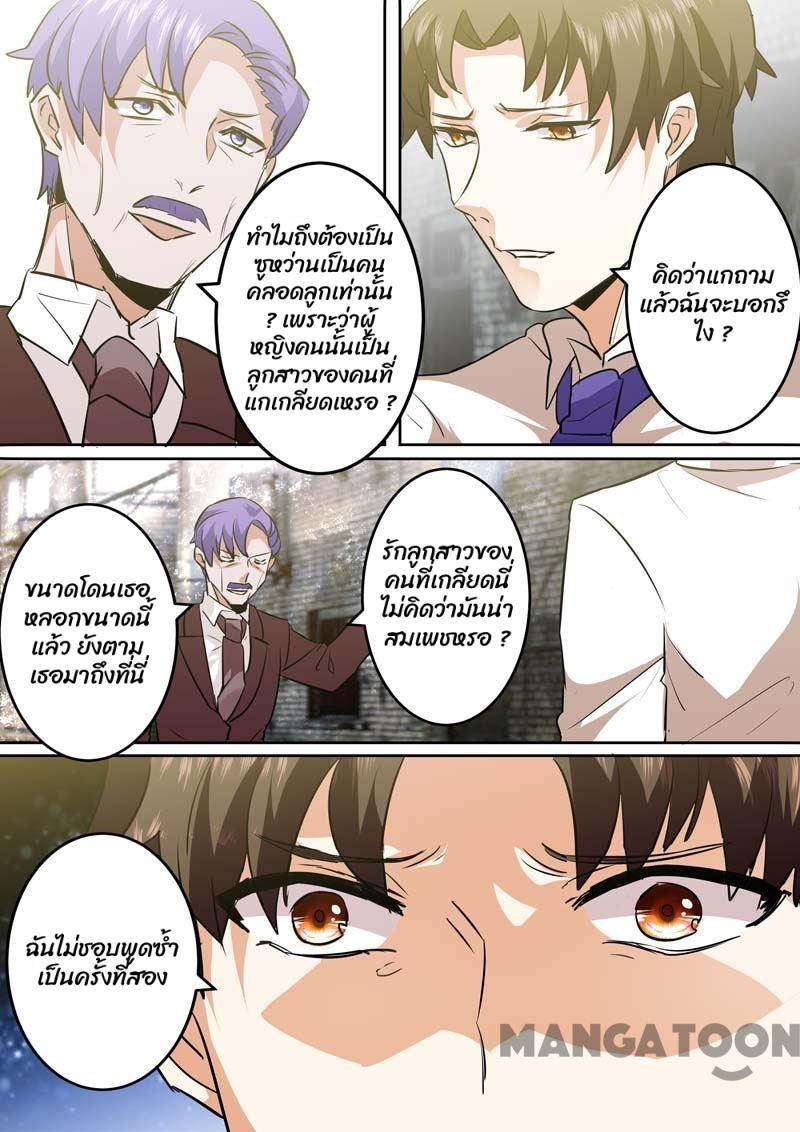 ทำไมถึงต้องเป็น
ซูหว่านเป็นคน
คลอดลูกเท่านั้น
? เพราะว่าผู้
หญิงคนนั้นเป็น
ลูกสาวของคนที่
แกเกลียดเหรอ ?
คิดว่าแกถาม
แล้วฉันจะบอกรึ
ไง ?
ขนาดโดนเธอ
หลอกขนาดนี้
แล้ว ยังตาม
เธอมาถึงที่นี่
รักลูกสาวของ
คนที่เกลียดนี่
ไม่คิดว่ามันน่า
สมเพชหรอ ?
ฉันไม่ชอบพูดซ้ำ
เป็นครั้งที่สอง
MANGATOON